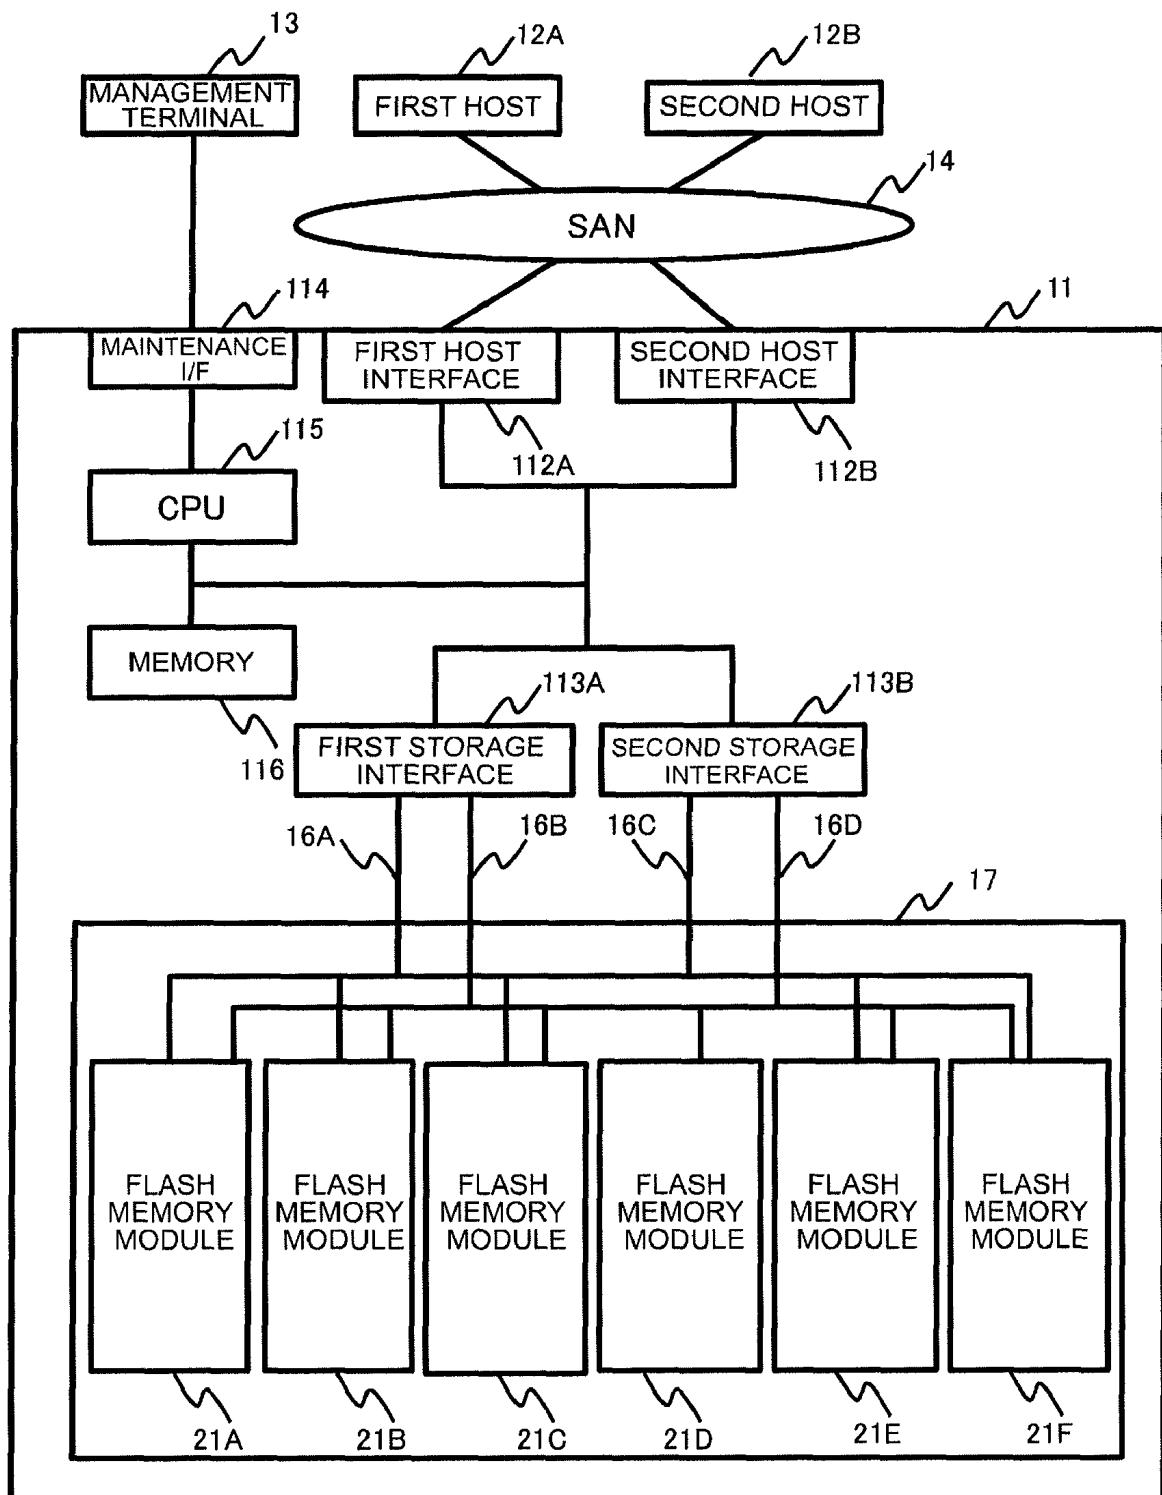 13
12A
12B
MANAGEMENT
TERMINAL
FIRST HOST
SECOND HOST
14
SAN
114
11
MAINTENANCE
I/F
FIRST HOST
INTERFACE
SECOND HOST
INTERFACE
115
112A
112B
CPU
MEMORY
113A
113B
116
FIRST STORAGE
INTERFACE
SECOND STORAGE
INTERFACE
16A
16B
16C
16D
17
FLASH
MEMORY
MODULE
FLASH
MEMORY
MODULE
FLASH
MEMORY
MODULE
FLASH
MEMORY
MODULE
FLASH
MEMORY
MODULE
FLASH
MEMORY
MODULE
21A
21B
21C
21D
21E
21F